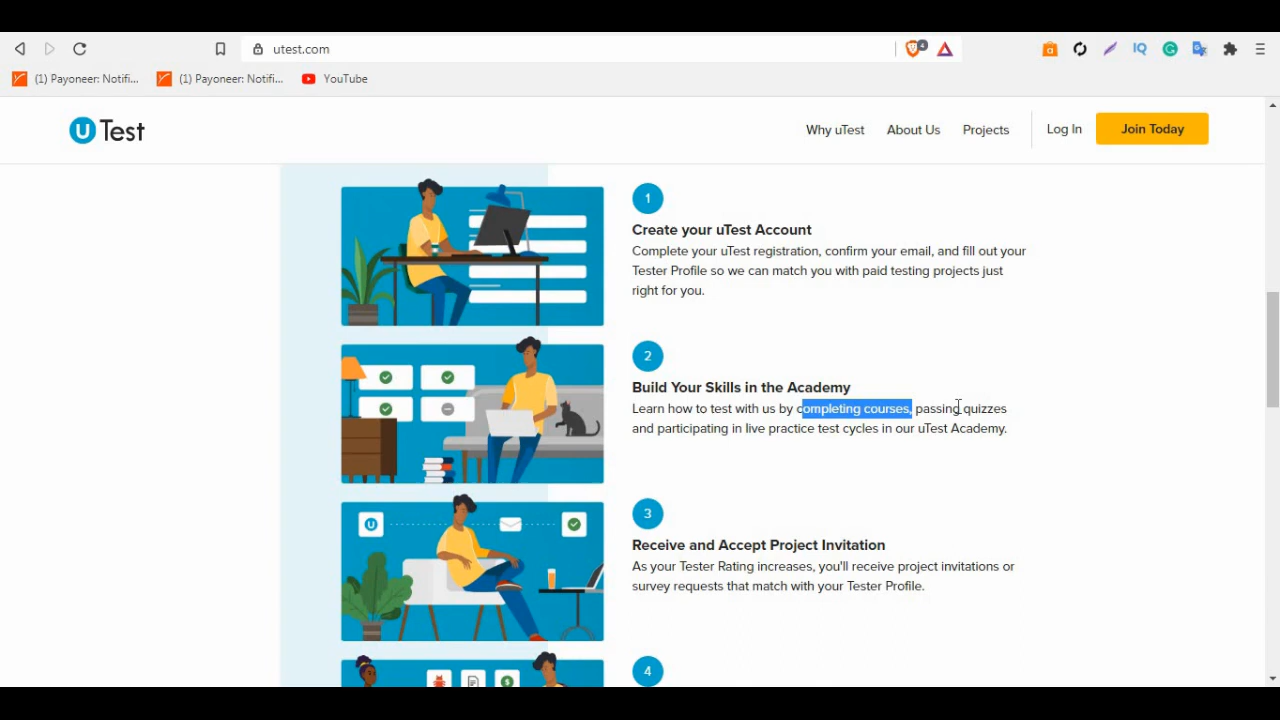 utest.com
4
(1) Payoneer: Notifi...
(1) Payoneer: Notifi...
YouTube
IQ
U Test
Why uTest
About Us
Projects
Log In
Join Today
1
Create your uTest Account
Complete your uTest registration, confirm your email, and fill out your
Tester Profile so we can match you with paid testing projects just
right for you.
2
Build Your Skills in the Academy
Learn how to test with us by completing courses, passing quizzes
and participating in live practice test cycles in our uTest Academy.
3
Receive and Accept Project Invitation
As your Tester Rating increases, you'll receive project invitations or
survey requests that match with your Tester Profile.
4